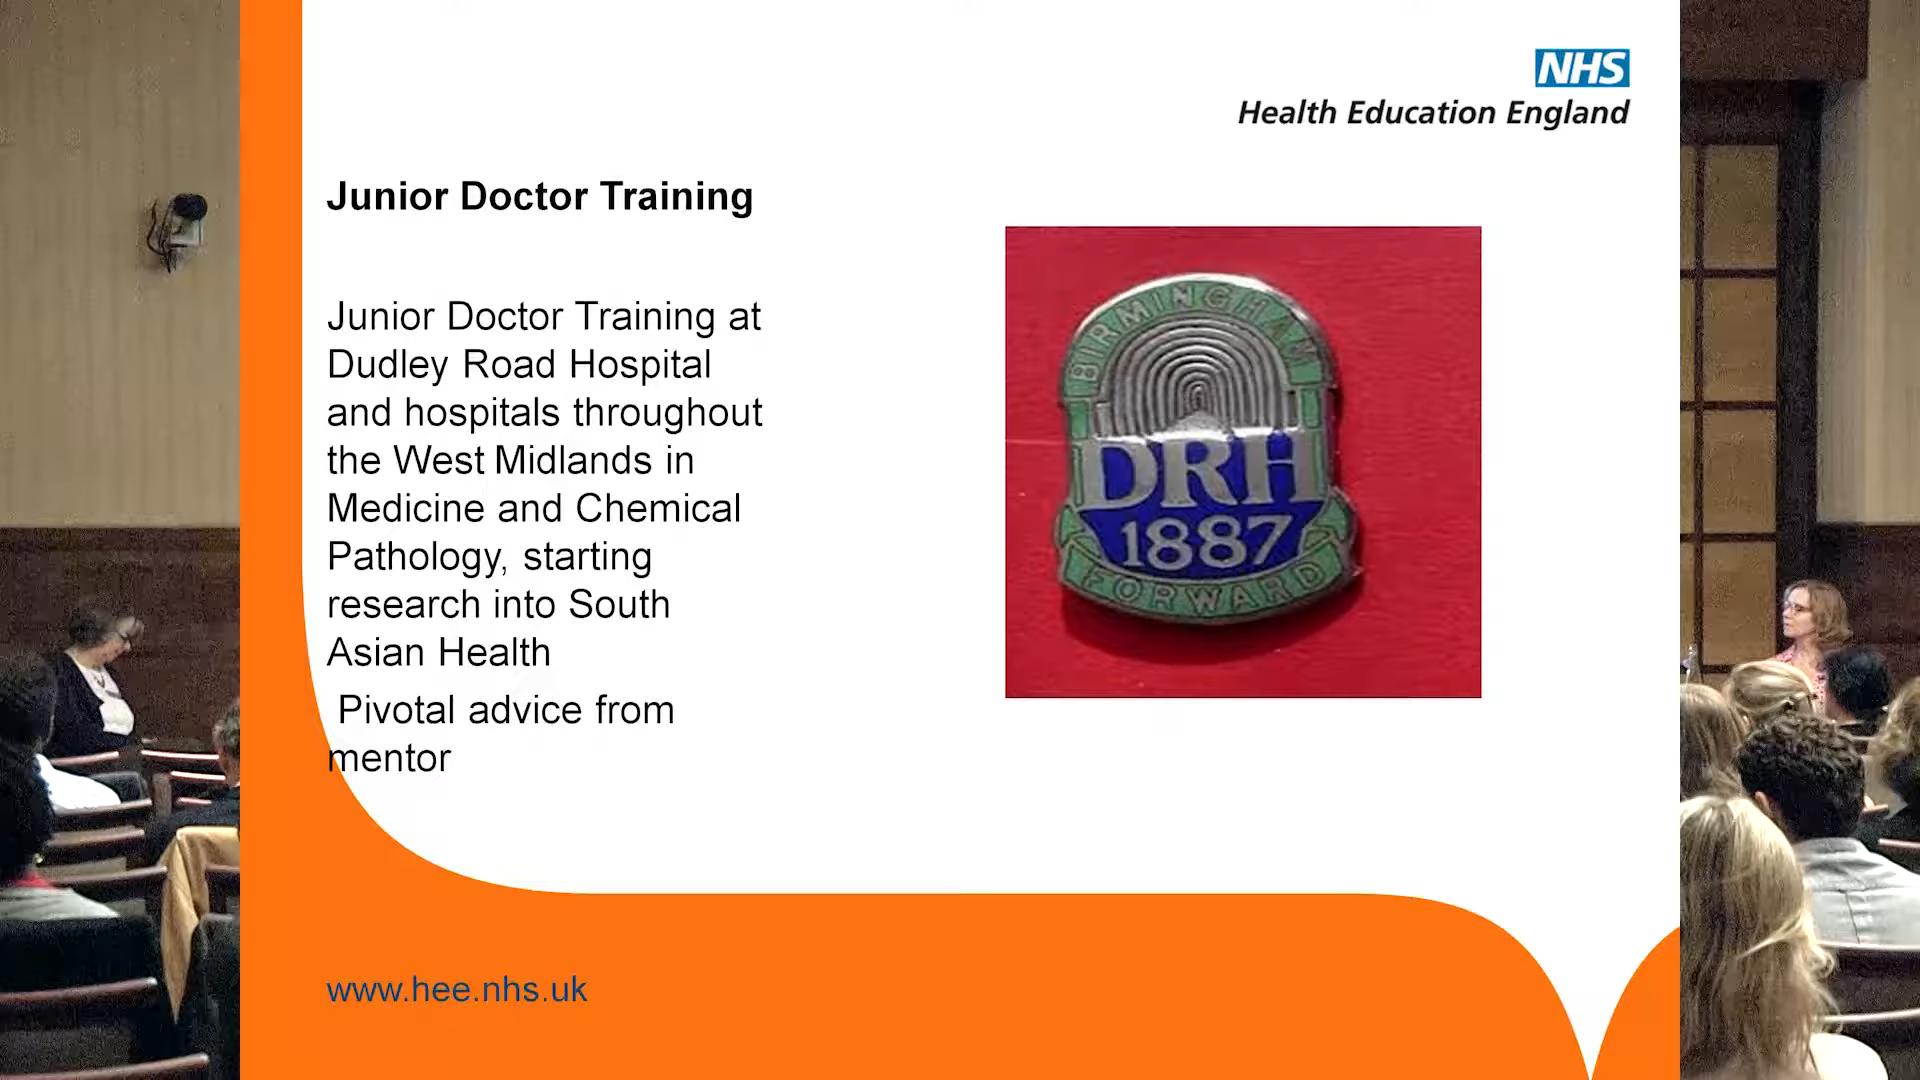 NHS
Health Education England
Junior Doctor Training
Junior Doctor Training at
Dudley Road Hospital
and hospitals throughout
the West Midlands in
Medicine and Chemical
Pathology, starting
research into South
Asian Health
Pivotal advice from
mentor
BIRMINGHAM
DRH
1887
FORWARD
www.hee.nhs.uk